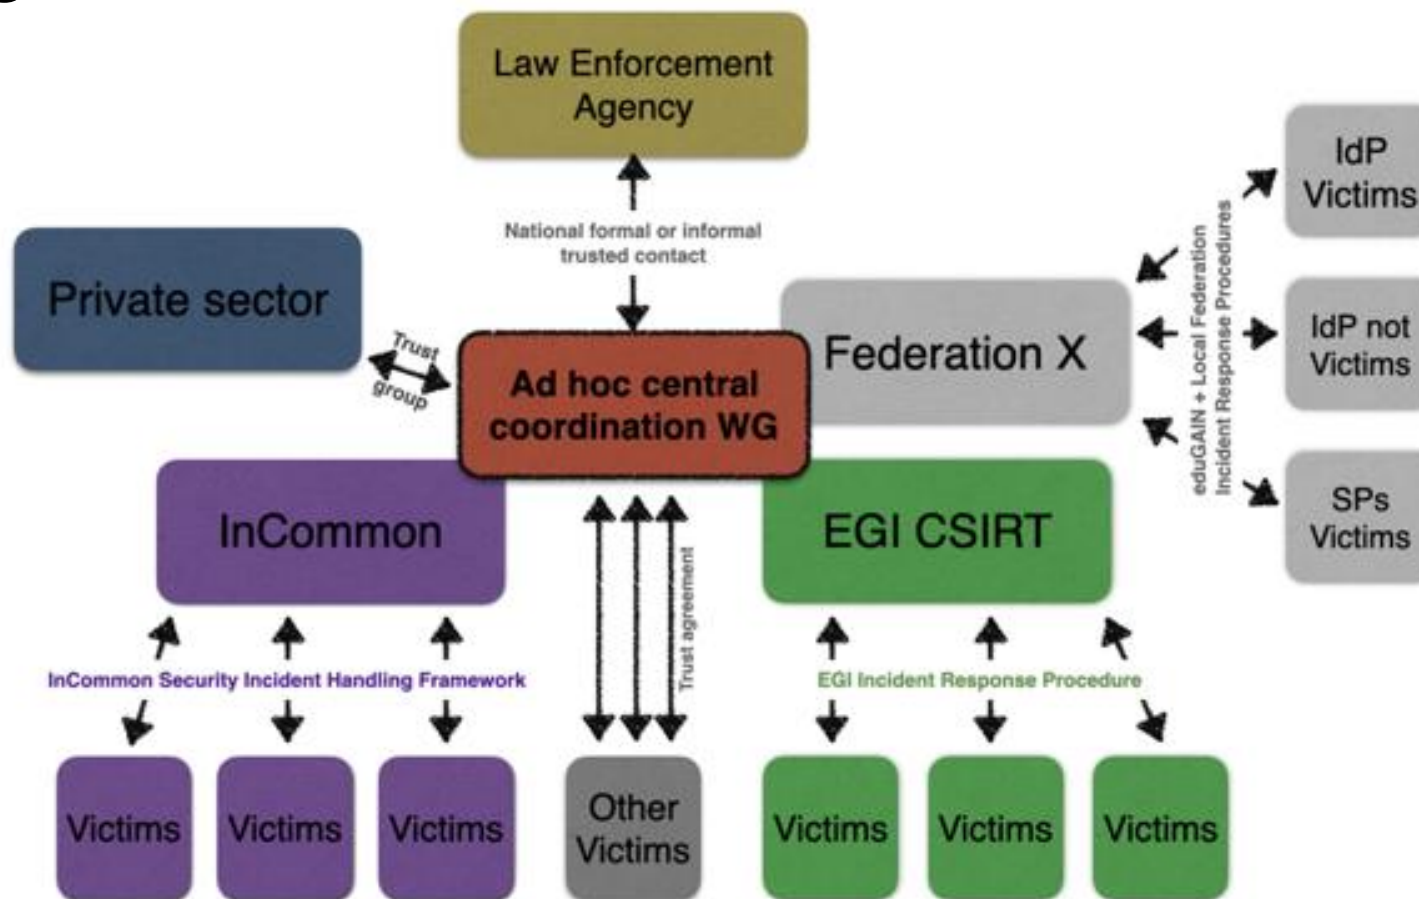 Law Enforcement
Agency
National formal or informal
trusted contact
Private sector
Trust
group
Ad hoc central
coordination WG
Federation X
eduGAIN + Local Federation
Incident Response Procedures
IdP
Victims
IdP not
Victims
SPs
Victims
InCommon
EGI CSIRT
Trust agreement
InCommon Security Incident Handling Framework
EGI Incident Response Procedure
Victims
Victims
Victims
Other
Victims
Victims
Victims
Victims